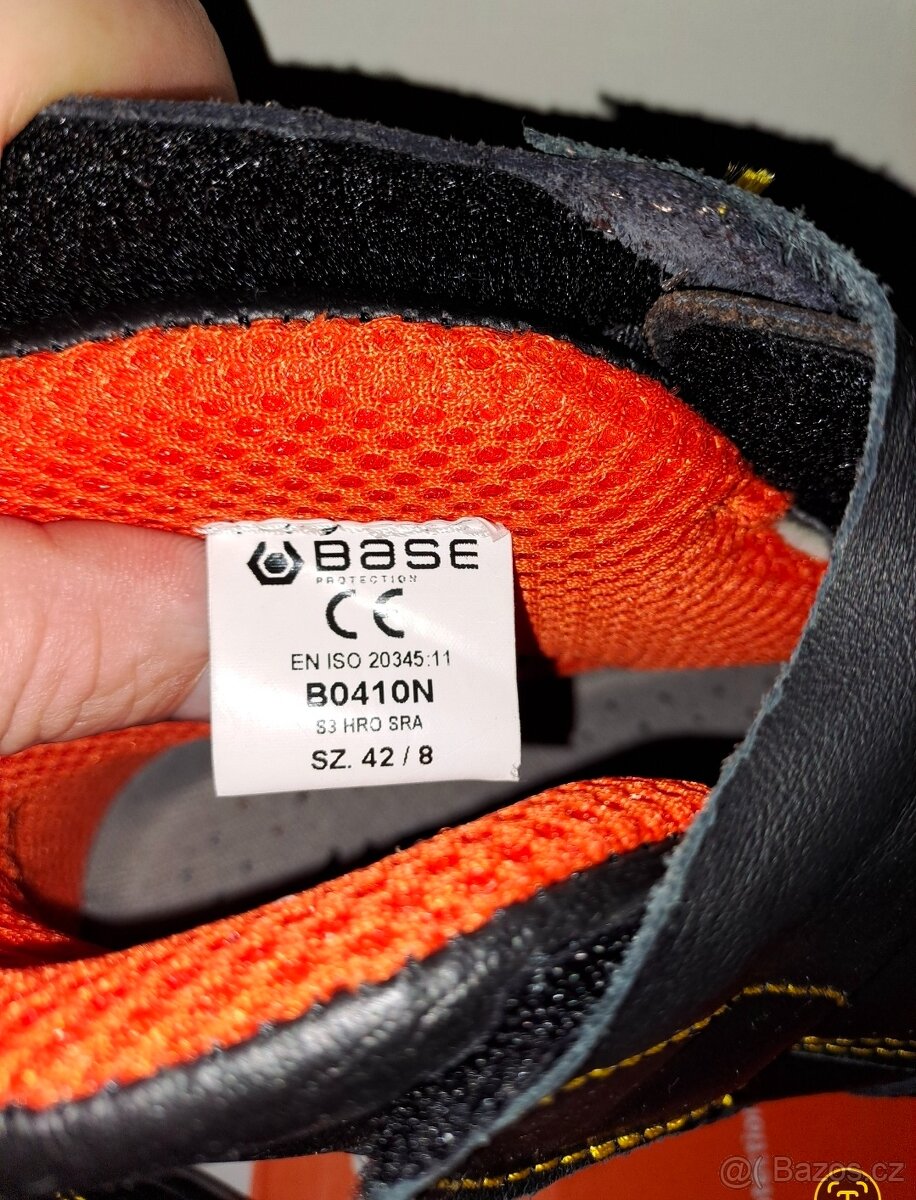 BASE
PROTECTION
CE
EN ISO 20345:11
B0410N
S3 HRO SRA
SZ. 42 / 8
@( Bazos.cz